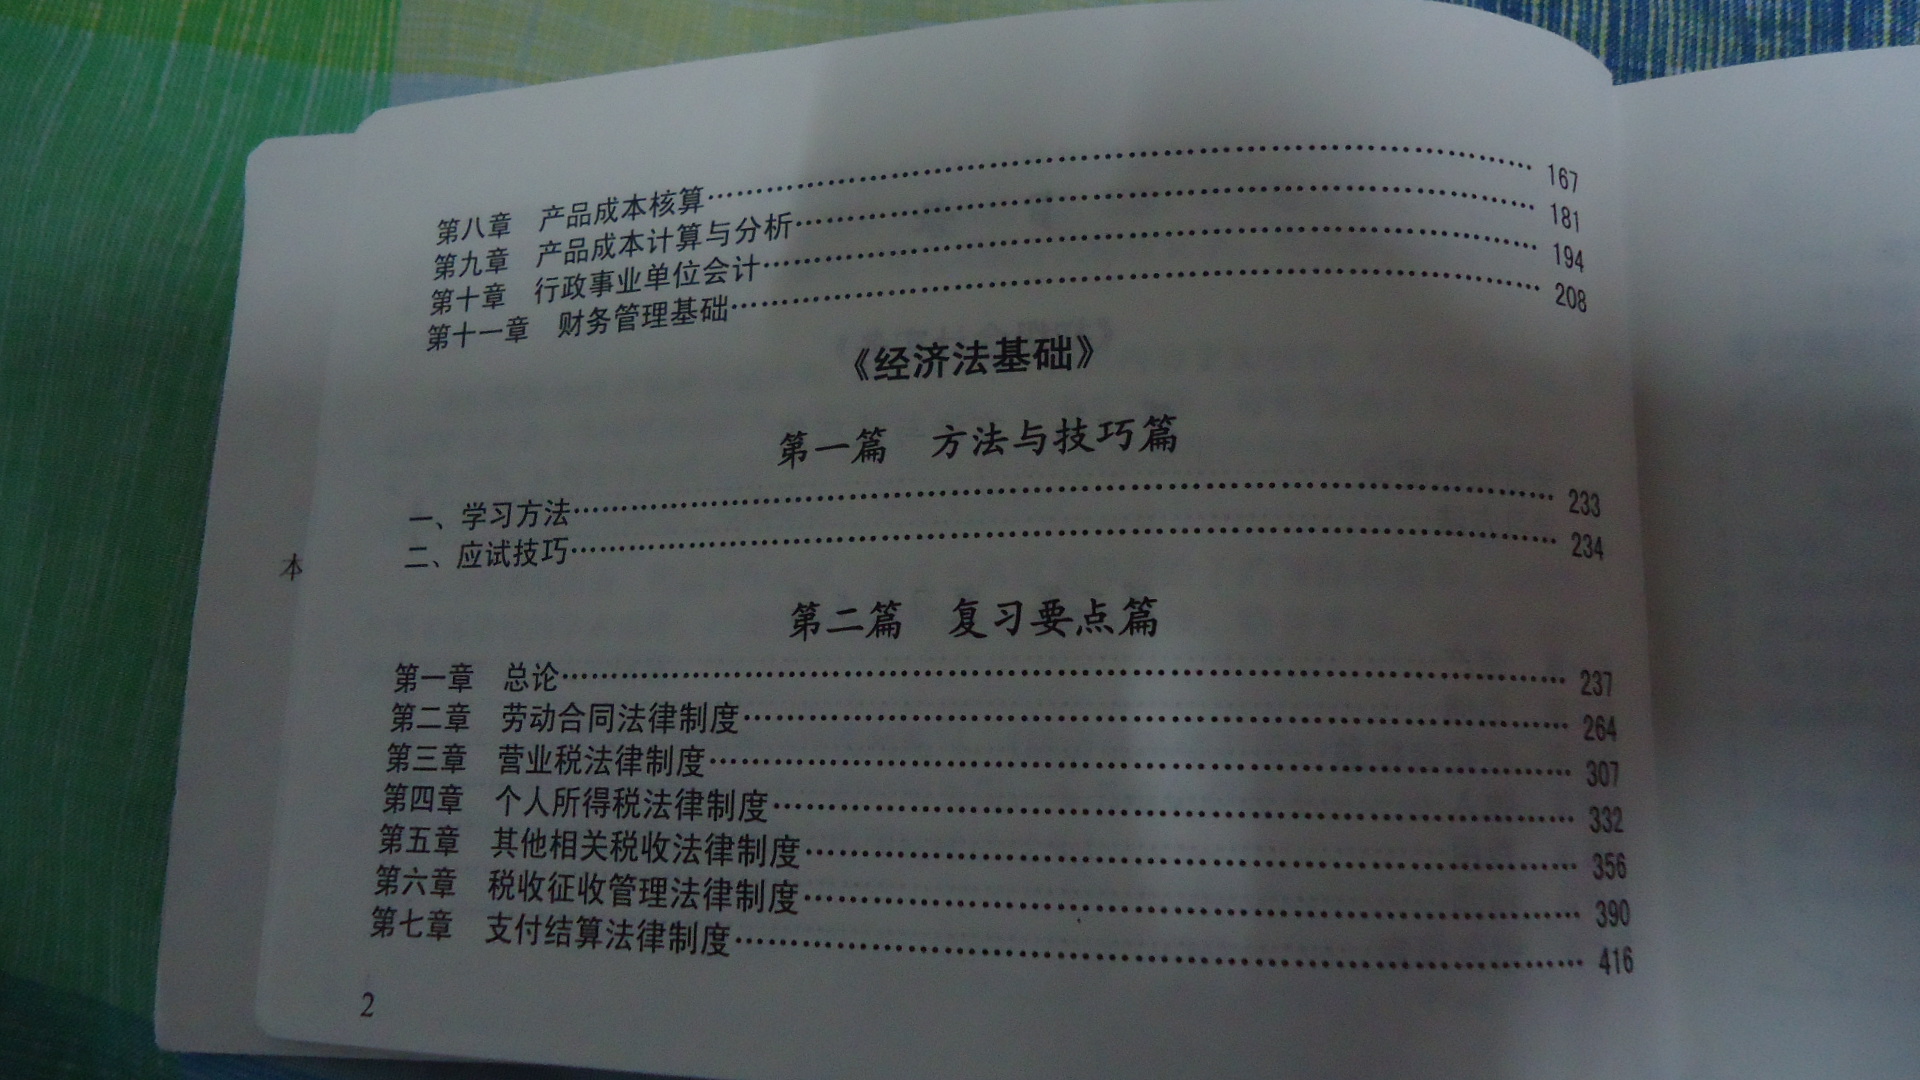 第八章 产品成本核算……167
第九章 产品成本计算与分析……181
第十章 行政事业单位会计……194
第十一章 财务管理基础……208
《经济法基础》
第一篇 方法与技巧篇
一、学习方法……233
二、应试技巧……234
第二篇 复习要点篇
第一章 总论……237
第二章 劳动合同法律制度……264
第三章 营业税法律制度……307
第四章 个人所得税法律制度……332
第五章 其他相关税收法律制度……356
第六章 税收征收管理法律制度……390
第七章 支付结算法律制度……416
2
本